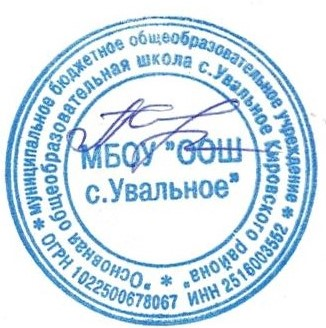 * Муниципальное бюджетное общеобразовательное учреждение *
ОГРН 1022500678067 ИНН 2516003552
"Основная общеобразовательная школа с.Увальное Кировского района" *
МБОУ "ООШ
с.Увальное"